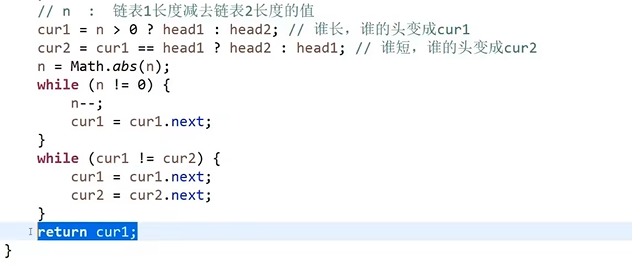 // n  :  链表1长度减去链表2长度的值
cur1 = n > 0 ? head1 : head2; // 谁长，谁的头变成cur1
cur2 = cur1 == head1 ? head2 : head1; // 谁短，谁的头变成cur2
n = Math.abs(n);
while (n != 0) {
n--;
cur1 = cur1.next;
}
while (cur1 != cur2) {
cur1 = cur1.next;
cur2 = cur2.next;
}
return cur1;
}